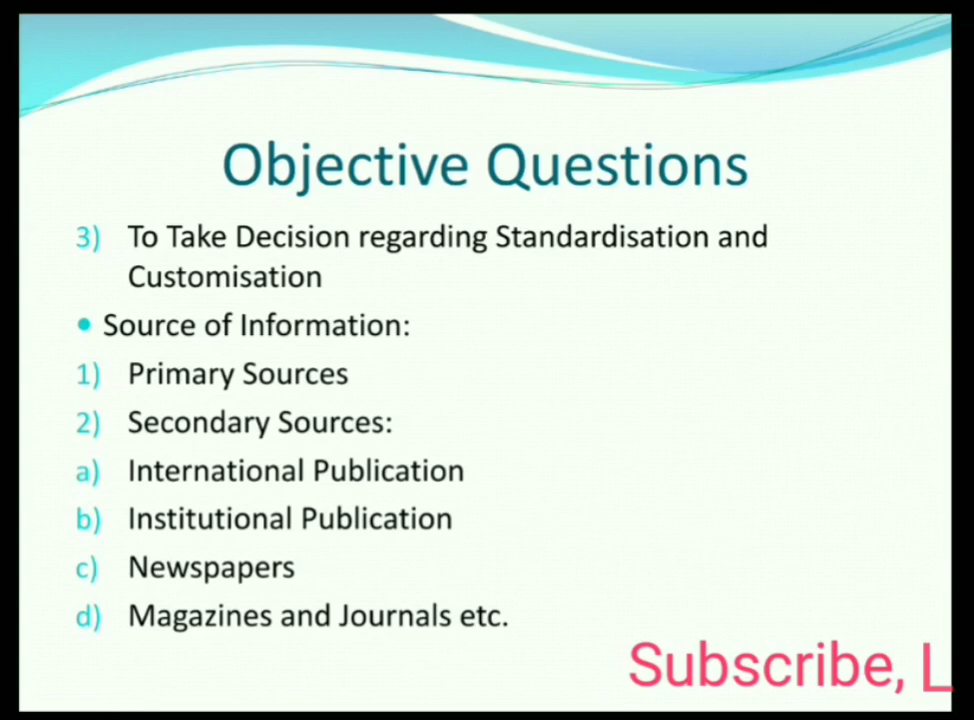 Objective Questions
3) To Take Decision regarding Standardisation and
Customisation
• Source of Information:
1) Primary Sources
2) Secondary Sources:
a) International Publication
b) Institutional Publication
c) Newspapers
d) Magazines and Journals etc.
Subscribe, L